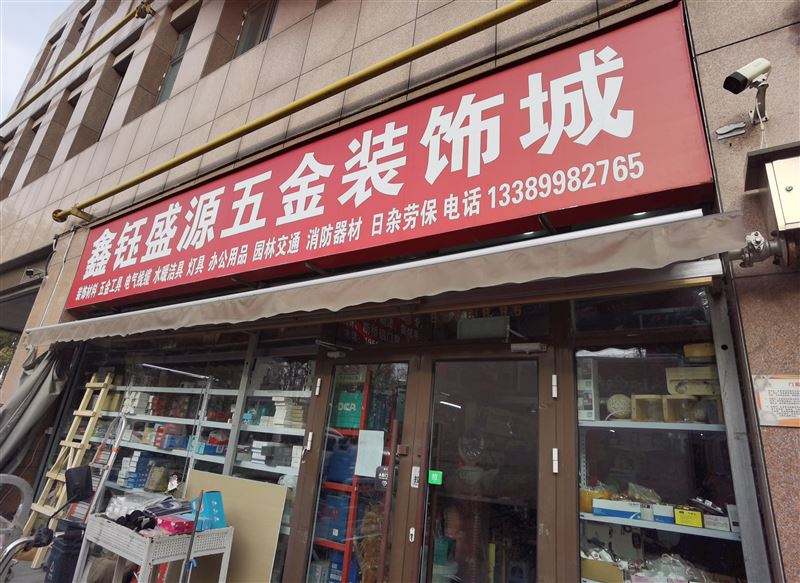 鑫钰盛源五金装饰城
装饰材料 五金工具 电气线缆 水暖洁具 灯具 办公用品 园林交通 消防器材 日杂劳保 电话 13389982765
DCA
拉